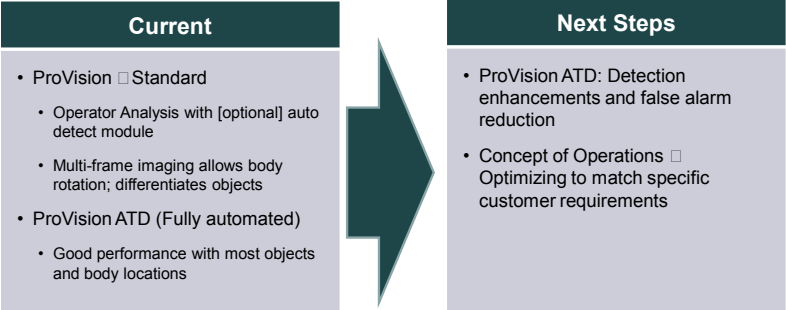 Current
• ProVision □ Standard
• Operator Analysis with [optional] auto
detect module
• Multi-frame imaging allows body
rotation; differentiates objects
• ProVision ATD (Fully automated)
• Good performance with most objects
and body locations
Next Steps
• ProVision ATD: Detection
enhancements and false alarm
reduction
• Concept of Operations □
Optimizing to match specific
customer requirements